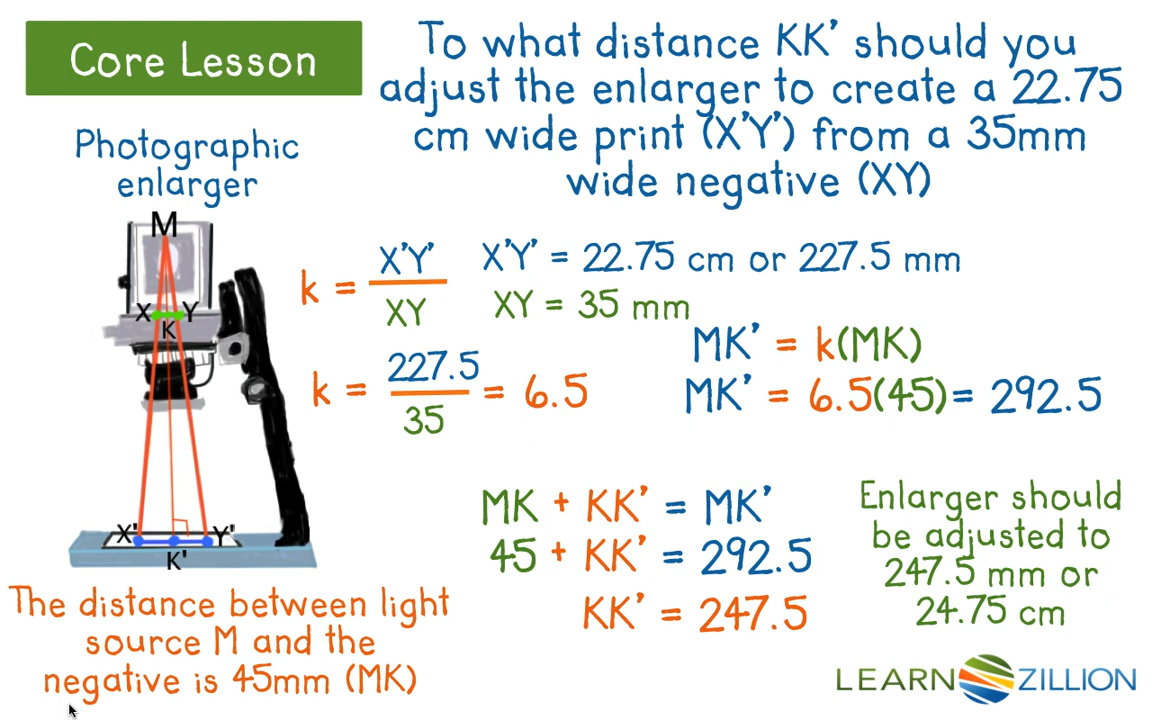 Core Lesson
To what distance KK' should you
adjust the enlarger to create a 22.75
cm wide print (X'Y') from a 35mm
wide negative (XY)
Photographic
enlarger
M
X
Y
K
X'
Y'
K'
k = X'Y'
XY
X'Y' = 22.75 cm or 227.5 mm
XY = 35 mm
k = 227.5 = 6.5
35
MK' = k(MK)
MK' = 6.5(45) = 292.5
MK + KK' = MK'
45 + KK' = 292.5
KK' = 247.5
Enlarger should
be adjusted to
247.5 mm or
24.75 cm
The distance between light
source M and the
negative is 45mm (MK)
LEARN ZILLION